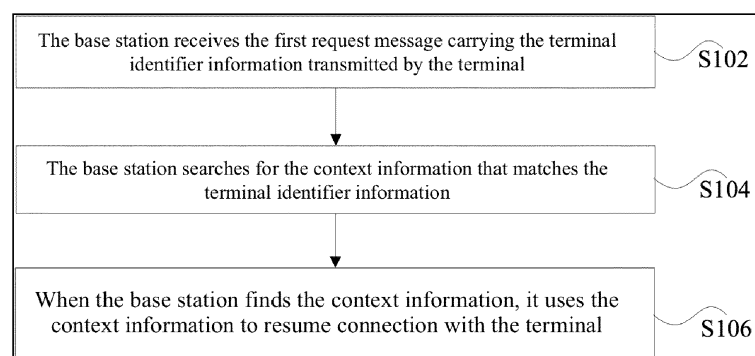 The base station receives the first request message carrying the terminal
identifier information transmitted by the terminal
S102
The base station searches for the context information that matches the
terminal identifier information
S104
When the base station finds the context information, it uses the
context information to resume connection with the terminal
S106